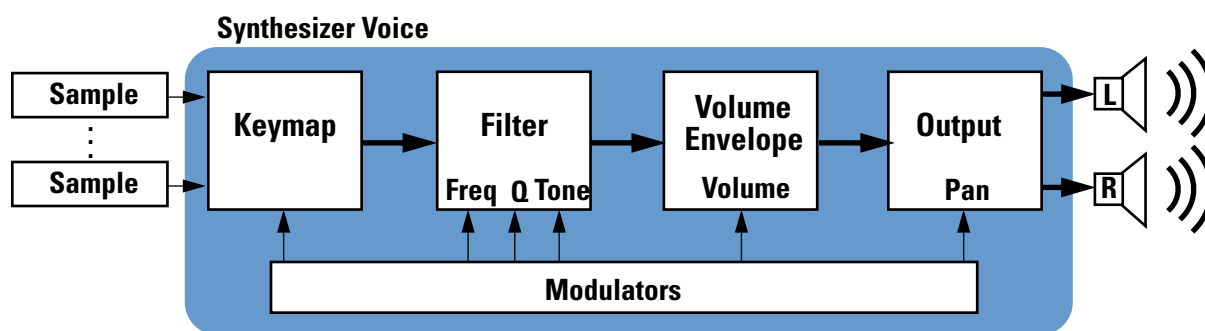 Synthesizer Voice
Sample
Sample
Keymap
Filter
Freq Q Tone
Volume
Envelope
Volume
Output
Pan
L
R
Modulators